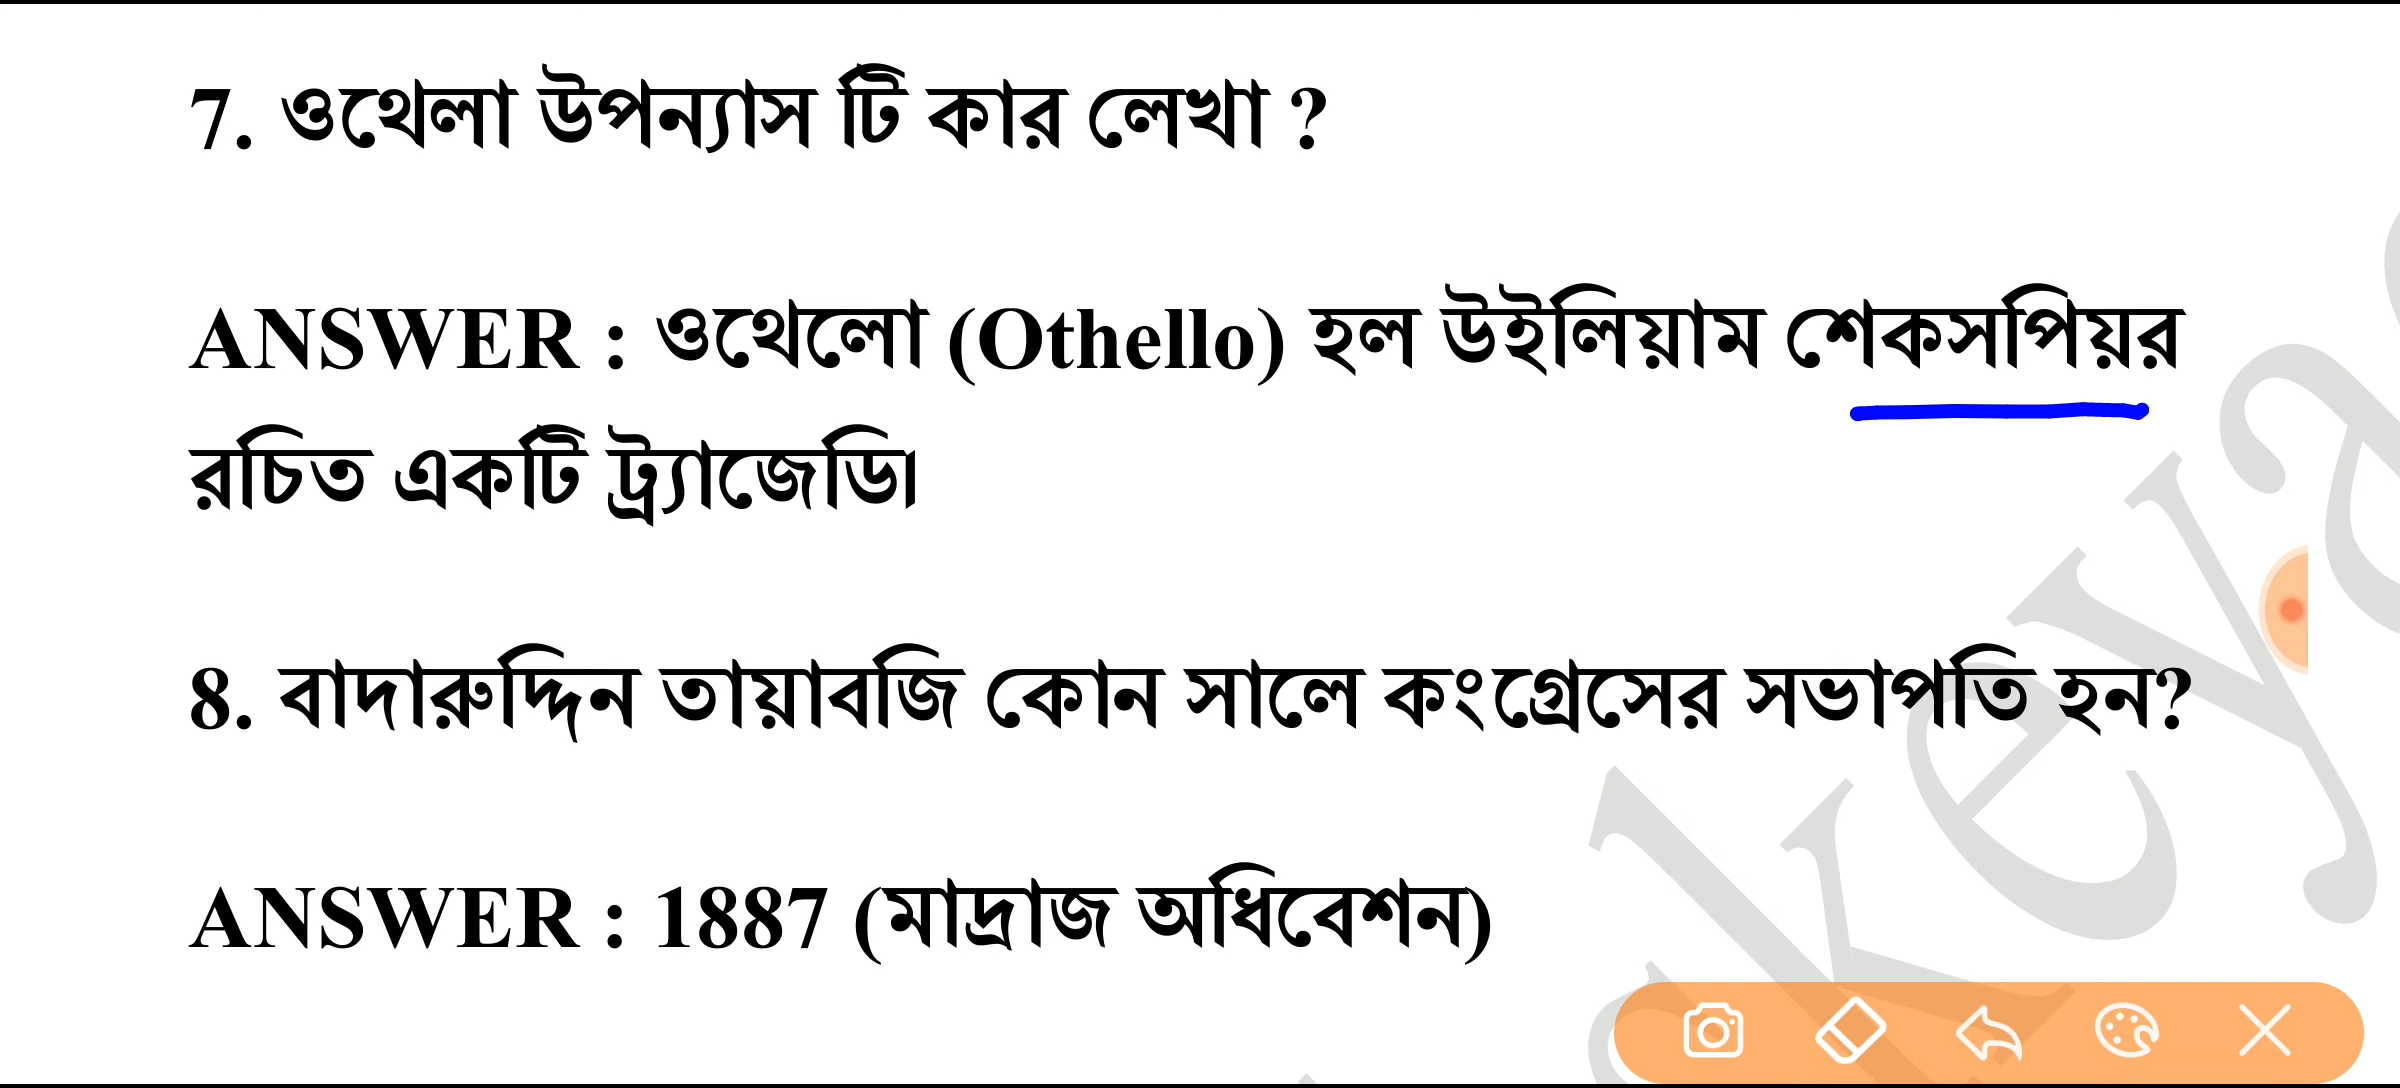 7. ওথেলা উপন্যাস টি কার লেখা ?
ANSWER : ওথেলো (Othello) হল উইলিয়াম শেকসপিয়র
রচিত একটি ট্র্যাজেডি।
8. বাদারুদ্দিন তায়াবজি কোন সালে কংগ্রেসের সভাপতি হন?
ANSWER : 1887 (মাদ্রাজ অধিবেশন)